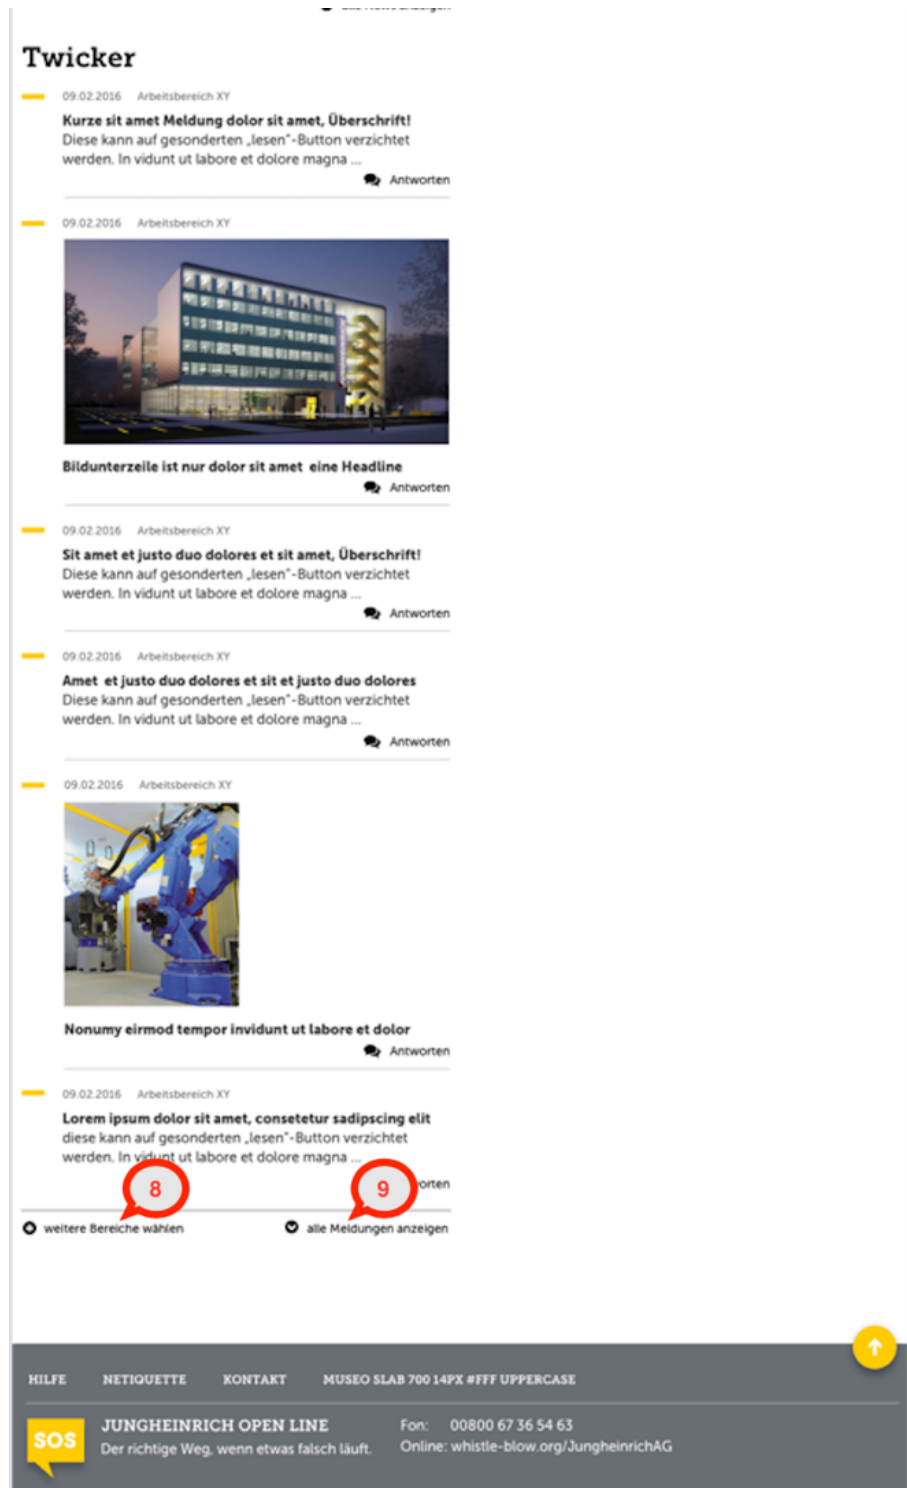 Twicker
09.02.2016 Arbeitsbereich XY
Kurze sit amet Meldung dolor sit amet, Überschrift!
Diese kann auf gesonderten „lesen"-Button verzichtet
werden. In vidunt ut labore et dolore magna ...
Antworten
09.02.2016 Arbeitsbereich XY
Bildunterzeile ist nur dolor sit amet eine Headline
Antworten
09.02.2016 Arbeitsbereich XY
Sit amet et justo duo dolores et sit amet, Überschrift!
Diese kann auf gesonderten „lesen"-Button verzichtet
werden. In vidunt ut labore et dolore magna ...
Antworten
09.02.2016 Arbeitsbereich XY
Amet et justo duo dolores et sit et justo duo dolores
Diese kann auf gesonderten „lesen"-Button verzichtet
werden. In vidunt ut labore et dolore magna ...
Antworten
09.02.2016 Arbeitsbereich XY
Nonumy eirmod tempor invidunt ut labore et dolor
Antworten
09.02.2016 Arbeitsbereich XY
Lorem ipsum dolor sit amet, consetetur sadipscing elit
diese kann auf gesonderten „lesen"-Button verzichtet
werden. In vidunt ut labore et dolore magna ...
8 9
weitere Bereiche wählen alle Meldungen anzeigen
HILFE NETIQUETTE KONTAKT MUSEO SLAB 700 14PX #FFF UPPERCASE
SOS
JUNGHEINRICH OPEN LINE Fon: 00800 67 36 54 63
Der richtige Weg, wenn etwas falsch läuft. Online: whistle-blow.org/JungheinrichAG